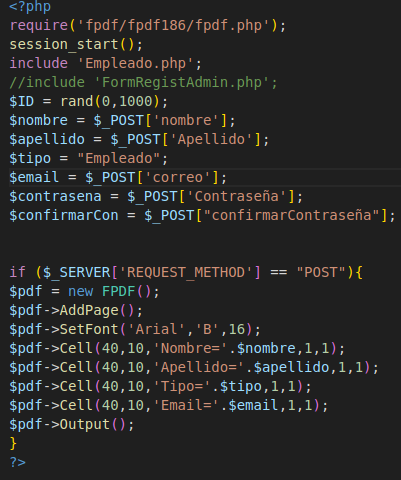 <?php
require('fpdf/fpdf186/fpdf.php');
session_start();
include 'Empleado.php';
//include 'FormRegistAdmin.php';
$ID = rand(0,1000);
$nombre = $_POST['nombre'];
$apellido = $_POST['Apellido'];
$tipo = "Empleado";
$email = $_POST['correo'];
$contrasena = $_POST['Contraseña'];
$confirmarCon = $_POST["confirmarContraseña"];
if ($_SERVER['REQUEST_METHOD'] == "POST"){
$pdf = new FPDF();
$pdf->AddPage();
$pdf->SetFont('Arial','B',16);
$pdf->Cell(40,10,'Nombre='.$nombre,1,1);
$pdf->Cell(40,10,'Apellido='.$apellido,1,1);
$pdf->Cell(40,10,'Tipo='.$tipo,1,1);
$pdf->Cell(40,10,'Email='.$email,1,1);
$pdf->Output();
}
?>